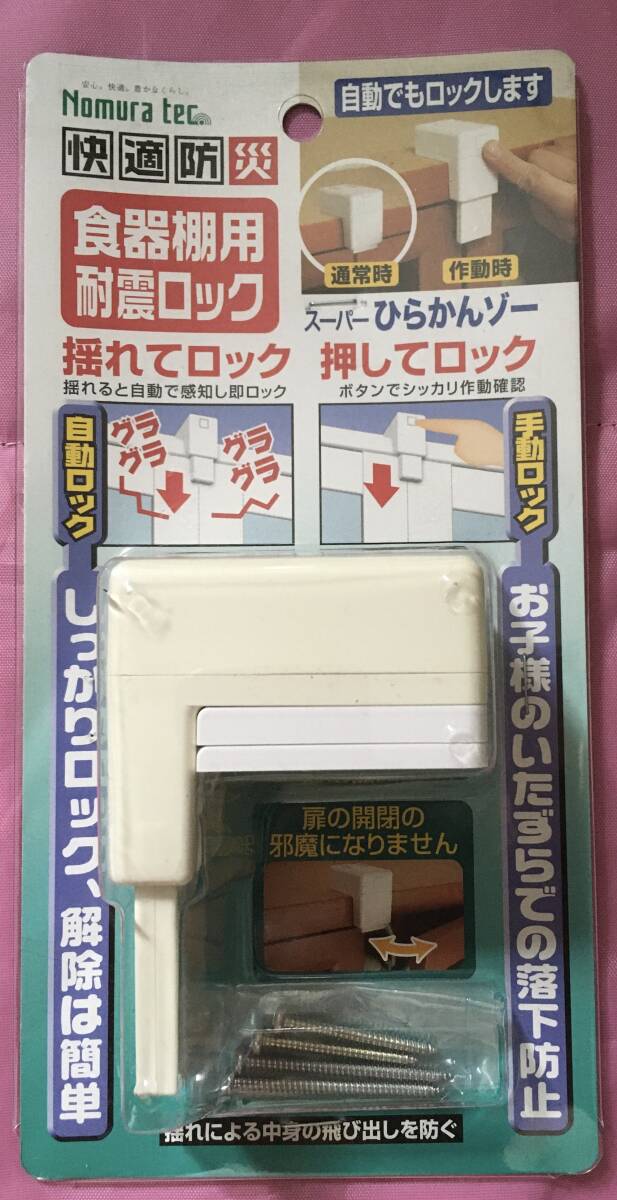 安心。快適。豊かなくらし。
Nomura tec
快適防災
食器棚用
耐震ロック
自動でもロックします
通常時
作動時
スーパーひらかんゾー
揺れてロック
揺れると自動で感知し即ロック
押してロック
ボタンでシッカリ作動確認
自動ロック
グラ
グラ
グラ
グラ
手動ロック
しっかりロック、解除は簡単
お子様のいたずらでの落下防止
扉の開閉の
邪魔になりません
揺れによる中身の飛び出しを防ぐ